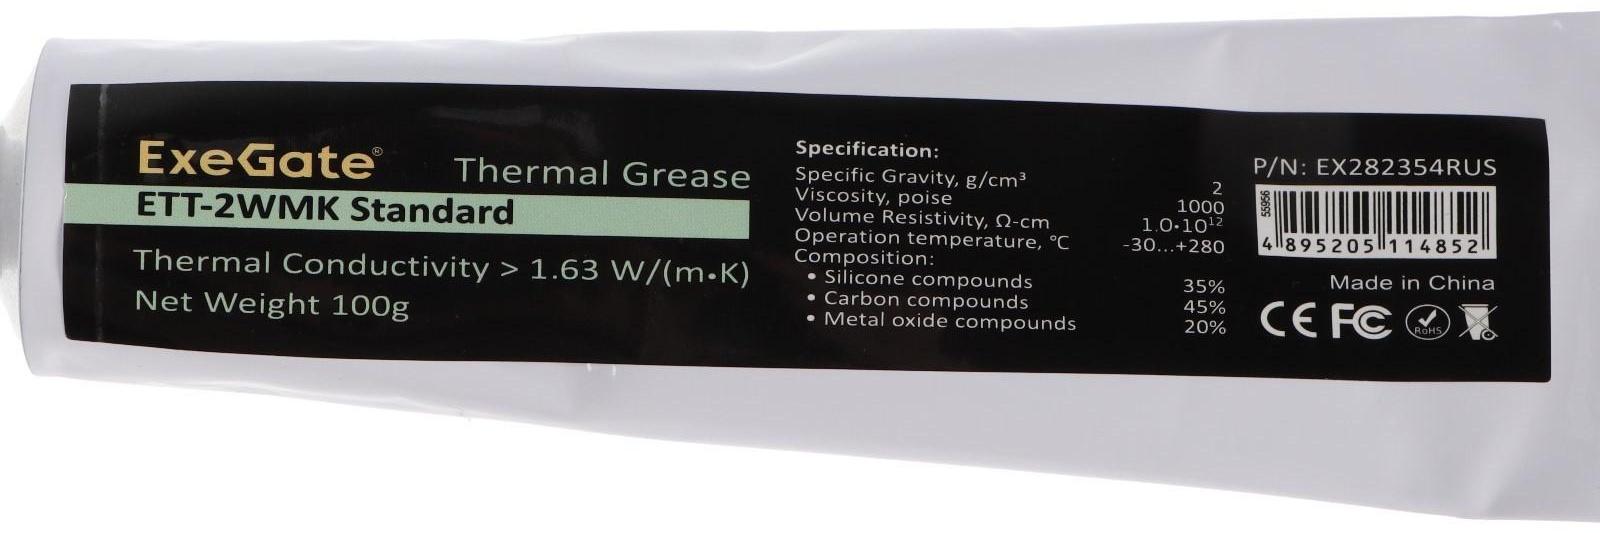 ExeGate®
Thermal Grease
ETT-2WMK Standard
Thermal Conductivity > 1.63 W/(m•K)
Net Weight 100g
Specification:
Specific Gravity, g/cm³ 2
Viscosity, poise 1000
Volume Resistivity, Ω-cm 1.0•10¹²
Operation temperature, °C -30...+280
Composition:
• Silicone compounds 35%
• Carbon compounds 45%
• Metal oxide compounds 20%
P/N: EX282354RUS
55956
4 895205 114852
Made in China
CE FC RoHS